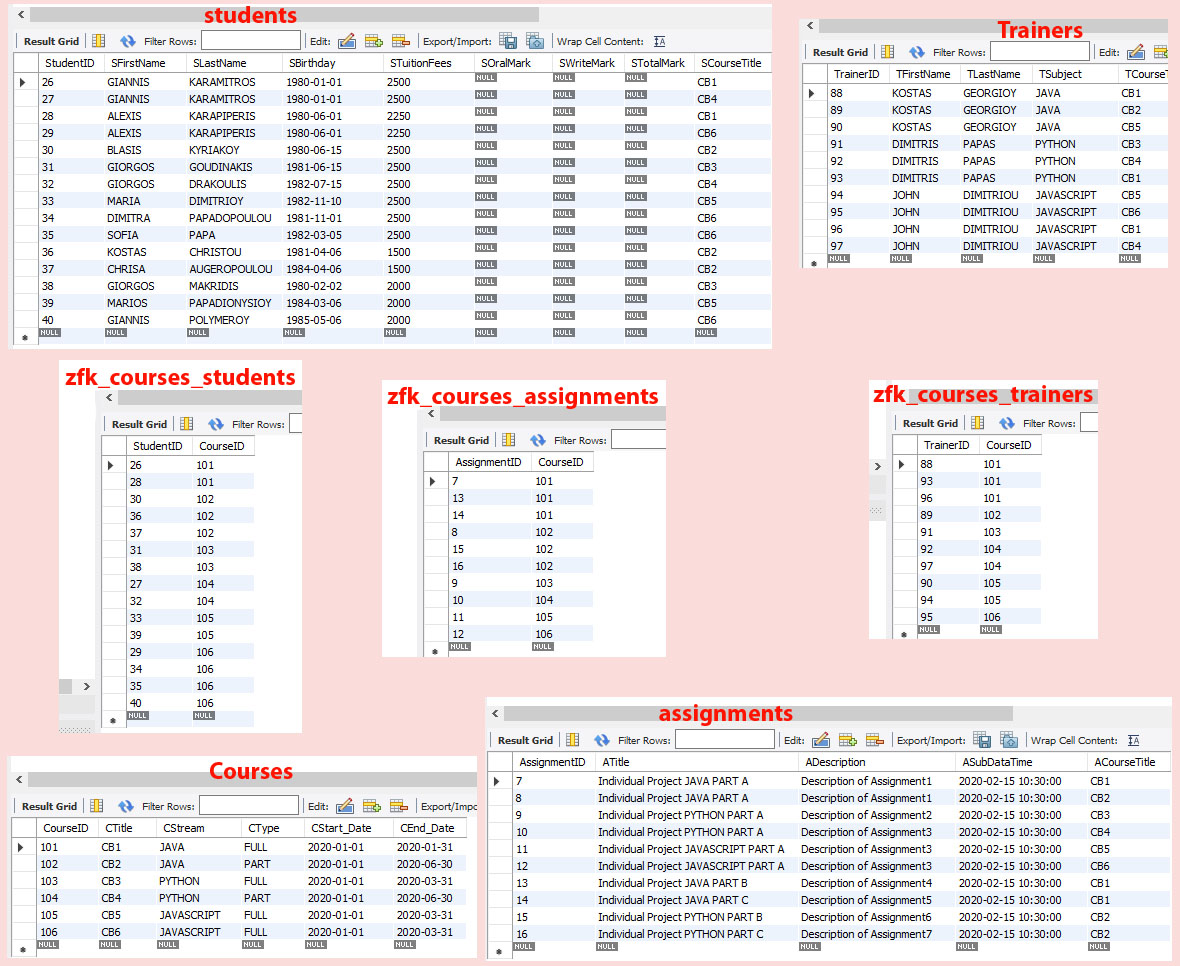 students
Result Grid Filter Rows: Edit: Export/Import: Wrap Cell Content:
StudentID SFirstName SLastName SBirthday STuitionFees SOralMark SWriteMark STotalMark SCourseTitle
26 GIANNIS KARAMITROS 1980-01-01 2500 NULL NULL NULL CB1
27 GIANNIS KARAMITROS 1980-01-01 2500 NULL NULL NULL CB4
28 ALEXIS KARAPIPERIS 1980-06-01 2250 NULL NULL NULL CB1
29 ALEXIS KARAPIPERIS 1980-06-01 2250 NULL NULL NULL CB6
30 BLASIS KYRIAKOY 1980-06-15 2500 NULL NULL NULL CB2
31 GIORGOS GOUDINAKIS 1981-06-15 2500 NULL NULL NULL CB3
32 GIORGOS DRAKOULIS 1982-07-15 2500 NULL NULL NULL CB4
33 MARIA DIMITRIOY 1982-11-10 2500 NULL NULL NULL CB5
34 DIMITRA PAPADOPOULOU 1981-11-01 2500 NULL NULL NULL CB6
35 SOFIA PAPA 1982-03-05 2500 NULL NULL NULL CB6
36 KOSTAS CHRISTOU 1981-04-06 1500 NULL NULL NULL CB2
37 CHRISA AUGEROPOULOU 1984-04-06 1500 NULL NULL NULL CB2
38 GIORGOS MAKRIDIS 1980-02-02 2000 NULL NULL NULL CB3
39 MARIOS PAPADIONYSIOY 1984-03-06 2000 NULL NULL NULL CB5
40 GIANNIS POLYMEROY 1985-05-06 2000 NULL NULL NULL CB6
NULL NULL NULL NULL NULL NULL NULL NULL NULL
Trainers
Result Grid Filter Rows: Edit:
TrainerID TFirstName TLastName TSubject TCourseT
88 KOSTAS GEORGIOY JAVA CB1
89 KOSTAS GEORGIOY JAVA CB2
90 KOSTAS GEORGIOY JAVA CB5
91 DIMITRIS PAPAS PYTHON CB3
92 DIMITRIS PAPAS PYTHON CB4
93 DIMITRIS PAPAS PYTHON CB1
94 JOHN DIMITRIOU JAVASCRIPT CB5
95 JOHN DIMITRIOU JAVASCRIPT CB6
96 JOHN DIMITRIOU JAVASCRIPT CB1
97 JOHN DIMITRIOU JAVASCRIPT CB4
NULL NULL NULL NULL NULL
zfk_courses_students
Result Grid Filter Rows:
StudentID CourseID
26 101
28 101
30 102
36 102
37 102
31 103
38 103
27 104
32 104
33 105
39 105
29 106
34 106
35 106
40 106
NULL NULL
zfk_courses_assignments
Result Grid Filter Rows:
AssignmentID CourseID
7 101
13 101
14 101
8 102
15 102
16 102
9 103
10 104
11 105
12 106
NULL NULL
zfk_courses_trainers
Result Grid Filter Rows:
TrainerID CourseID
88 101
93 101
96 101
89 102
91 103
92 104
97 104
90 105
94 105
95 106
NULL NULL
Courses
Result Grid Filter Rows: Edit: Export/Impo
CourseID CTitle CStream CType CStart_Date CEnd_Date
101 CB1 JAVA FULL 2020-01-01 2020-01-31
102 CB2 JAVA PART 2020-01-01 2020-06-30
103 CB3 PYTHON FULL 2020-01-01 2020-03-31
104 CB4 PYTHON PART 2020-01-01 2020-06-30
105 CB5 JAVASCRIPT FULL 2020-01-01 2020-03-31
106 CB6 JAVASCRIPT FULL 2020-01-01 2020-03-31
NULL NULL NULL NULL NULL NULL
assignments
Result Grid Filter Rows: Edit: Export/Import: Wrap Cell Content:
AssignmentID ATitle ADescription ASubDataTime ACourseTitle
7 Individual Project JAVA PART A Description of Assignment1 2020-02-15 10:30:00 CB1
8 Individual Project JAVA PART A Description of Assignment1 2020-02-15 10:30:00 CB2
9 Individual Project PYTHON PART A Description of Assignment2 2020-02-15 10:30:00 CB3
10 Individual Project PYTHON PART A Description of Assignment3 2020-02-15 10:30:00 CB4
11 Individual Project JAVASCRIPT PART A Description of Assignment3 2020-02-15 10:30:00 CB5
12 Individual Project JAVASCRIPT PART A Description of Assignment3 2020-02-15 10:30:00 CB6
13 Individual Project JAVA PART B Description of Assignment4 2020-02-15 10:30:00 CB1
14 Individual Project JAVA PART C Description of Assignment5 2020-02-15 10:30:00 CB1
15 Individual Project PYTHON PART B Description of Assignment6 2020-02-15 10:30:00 CB2
16 Individual Project PYTHON PART C Description of Assignment7 2020-02-15 10:30:00 CB2
NULL NULL NULL NULL NULL